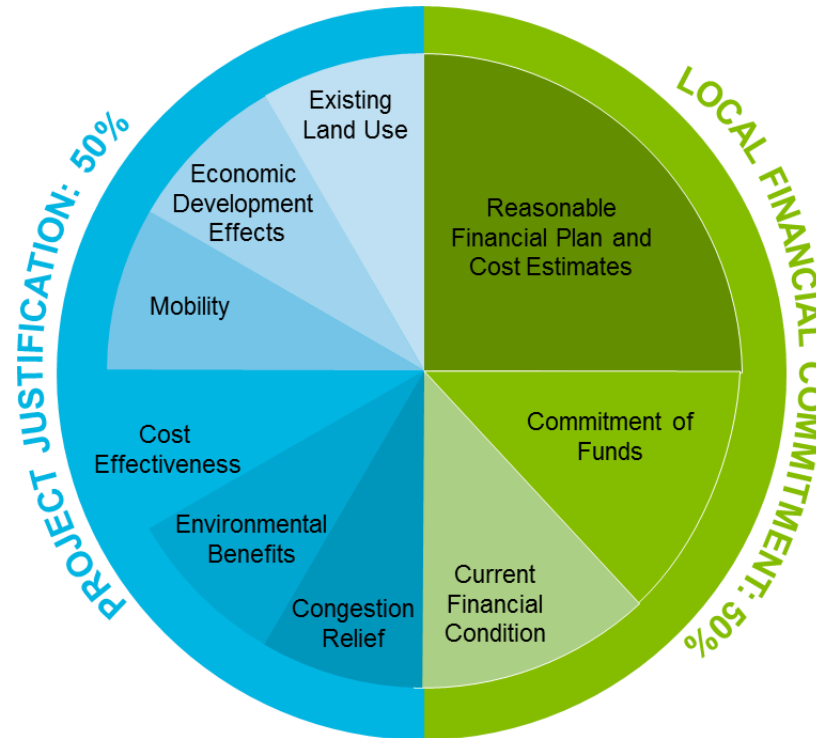 PROJECT JUSTIFICATION: 50%
Existing
Land Use
Economic
Development
Effects
Mobility
Cost
Effectiveness
Environmental
Benefits
Congestion
Relief
LOCAL FINANCIAL COMMITMENT: 50%
Reasonable
Financial Plan and
Cost Estimates
Commitment of
Funds
Current
Financial
Condition